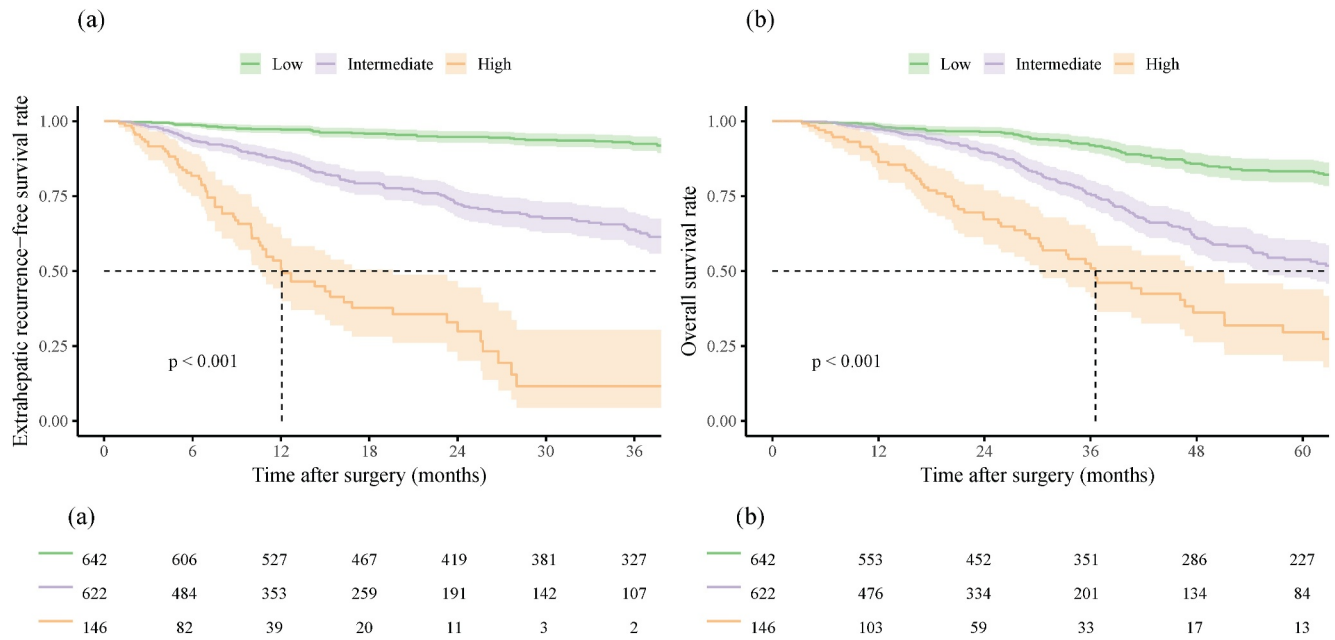 (a)
(b)
Low Intermediate High
Low Intermediate High
Extrahepatic recurrence−free survival rate
1.00
0.75
0.50
0.25
0.00
p < 0.001
0 6 12 18 24 30 36
Time after surgery (months)
Overall survival rate
1.00
0.75
0.50
0.25
0.00
p < 0.001
0 12 24 36 48 60
Time after surgery (months)
(a)
642 606 527 467 419 381 327
622 484 353 259 191 142 107
146 82 39 20 11 3 2
(b)
642 553 452 351 286 227
622 476 334 201 134 84
146 103 59 33 17 13